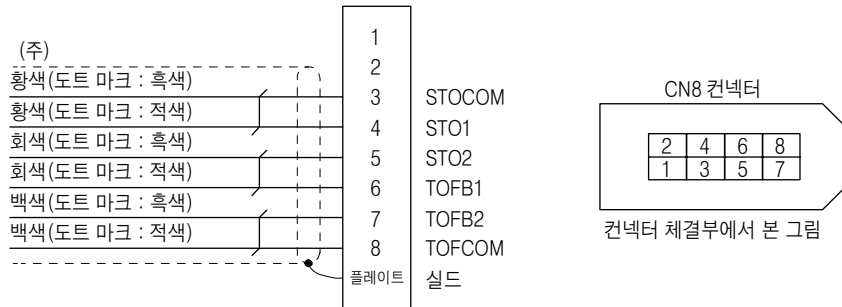 (주)
황색(도트 마크 : 흑색)
황색(도트 마크 : 적색)
회색(도트 마크 : 흑색)
회색(도트 마크 : 적색)
백색(도트 마크 : 흑색)
백색(도트 마크 : 적색)
1
2
3 STOCOM
4 STO1
5 STO2
6 TOFB1
7 TOFB2
8 TOFCOM
플레이트 실드
CN8 컨넥터
2 4 6 8
1 3 5 7
컨넥터 체결부에서 본 그림